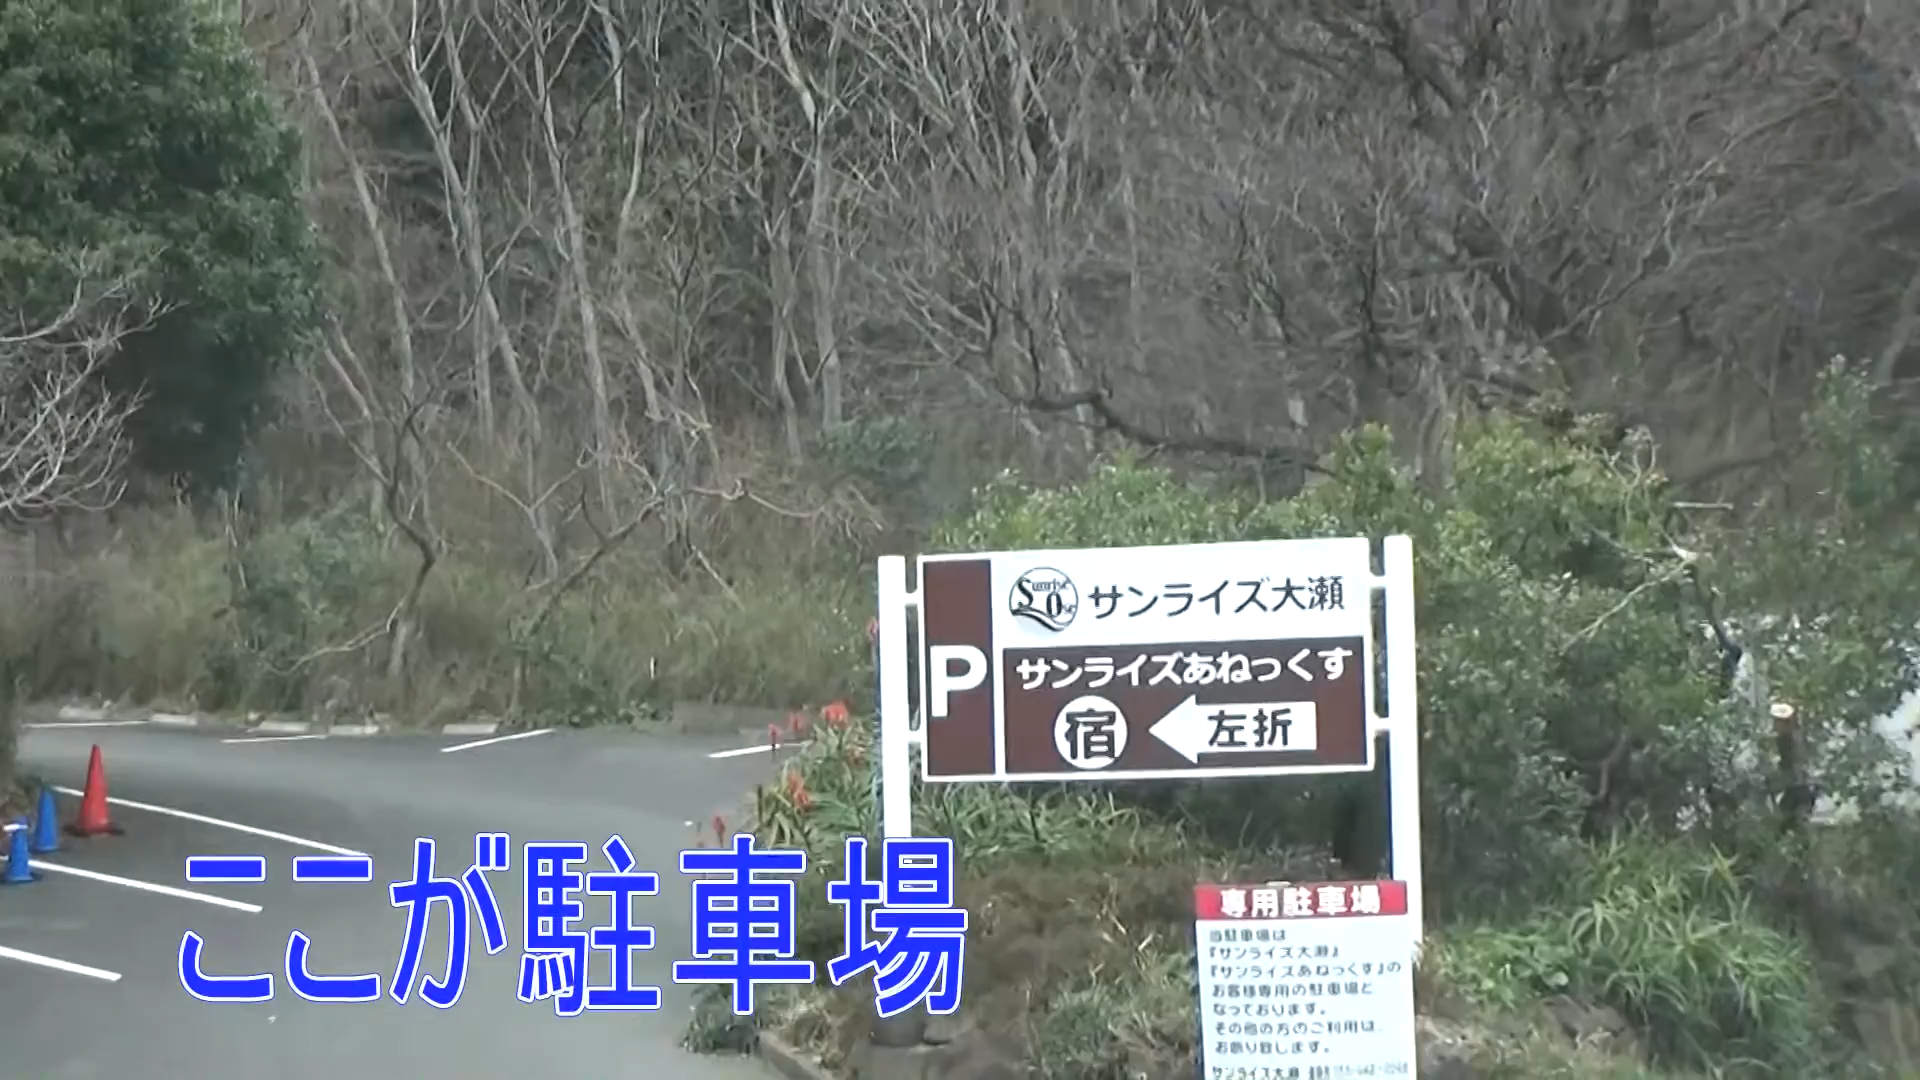 Sunrise
Ose
サンライズ大瀬
P
サンライズあねっくす
宿
左折
ここが駐車場
専用駐車場
当駐車場は
『サンライズ大瀬』
『サンライズあねっくす』の
お客様専用の駐車場と
なっております。
その他の方のご利用は、
お断り致します。
サンライズ大瀬